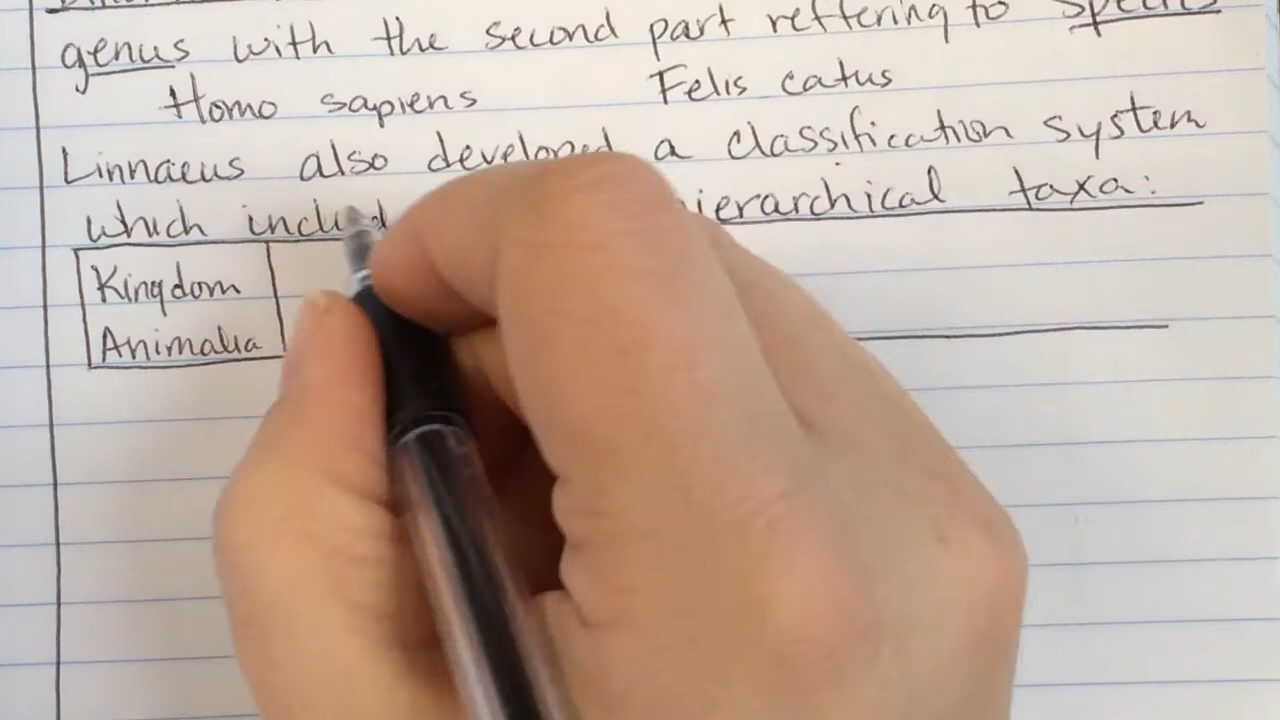 genus with the second part reffering to
Homo sapiens Felis catus
Linnaeus also developed a classification system
which taxa:
Kingdom
Animalia